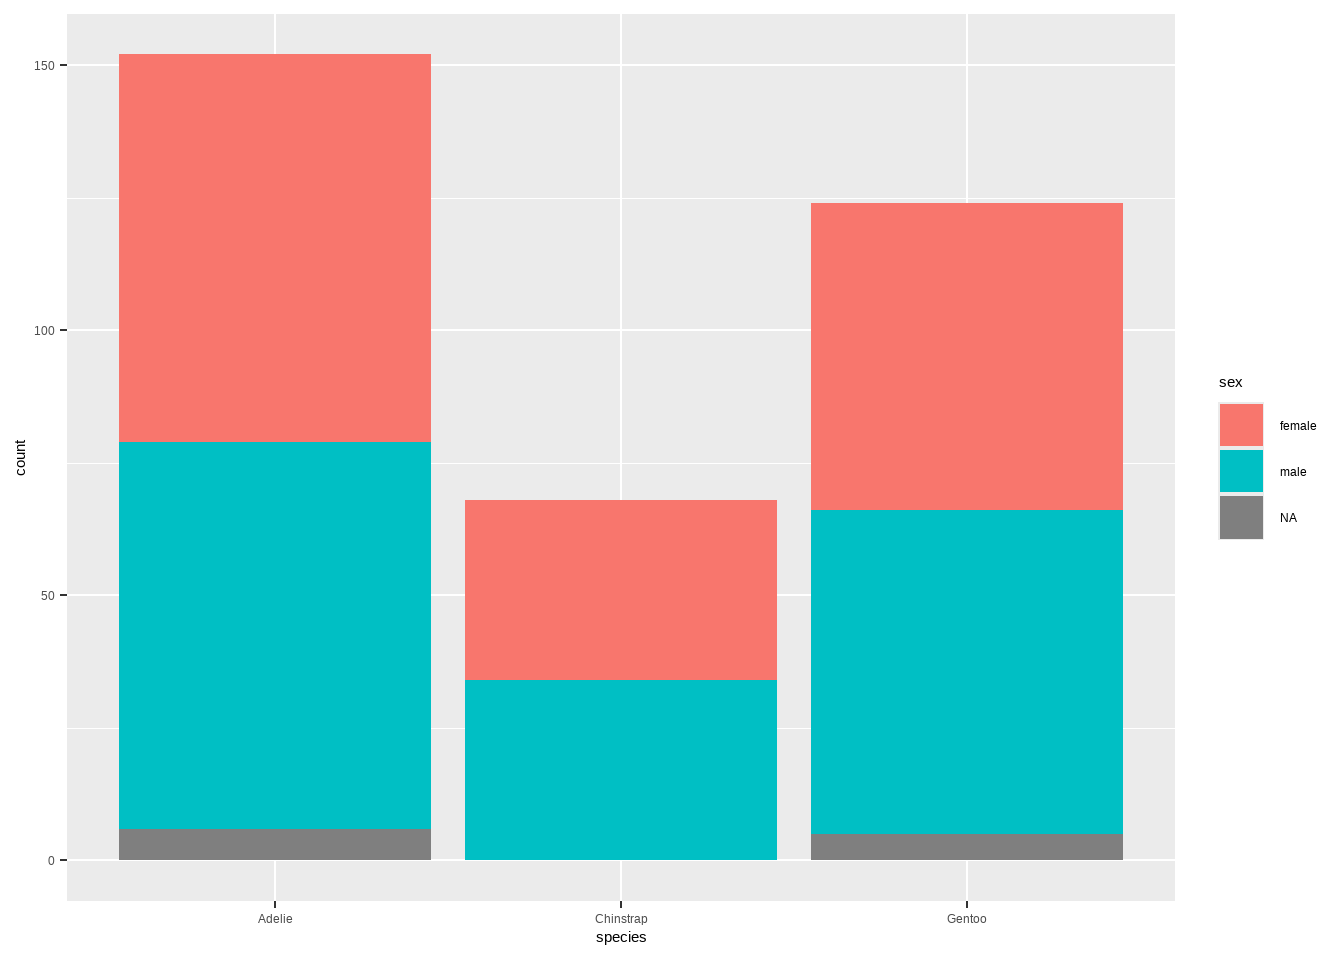 150
100
50
0
count
Adelie
Chinstrap
Gentoo
species
sex
female
male
NA